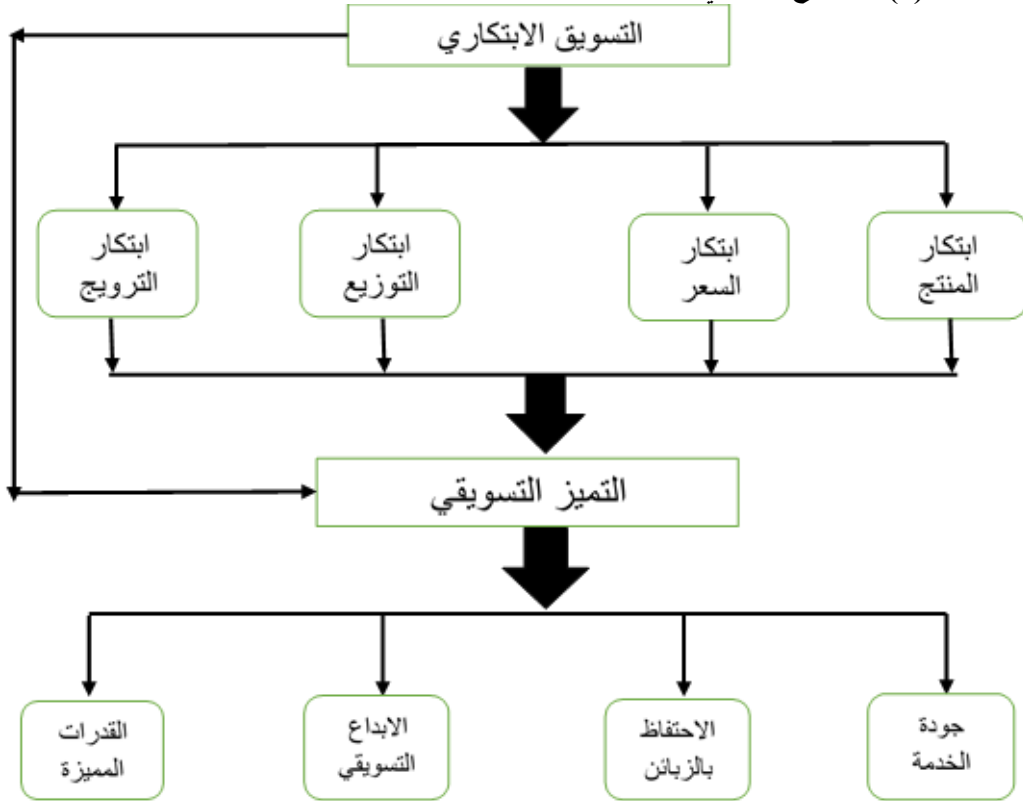 التسويق الابتكاري
ابتكار
المنتج
ابتكار
السعر
ابتكار
التوزيع
ابتكار
الترويج
التميز التسويقي
جودة
الخدمة
الاحتفاظ
بالزبائن
الابداع
التسويقي
القدرات
المميزة